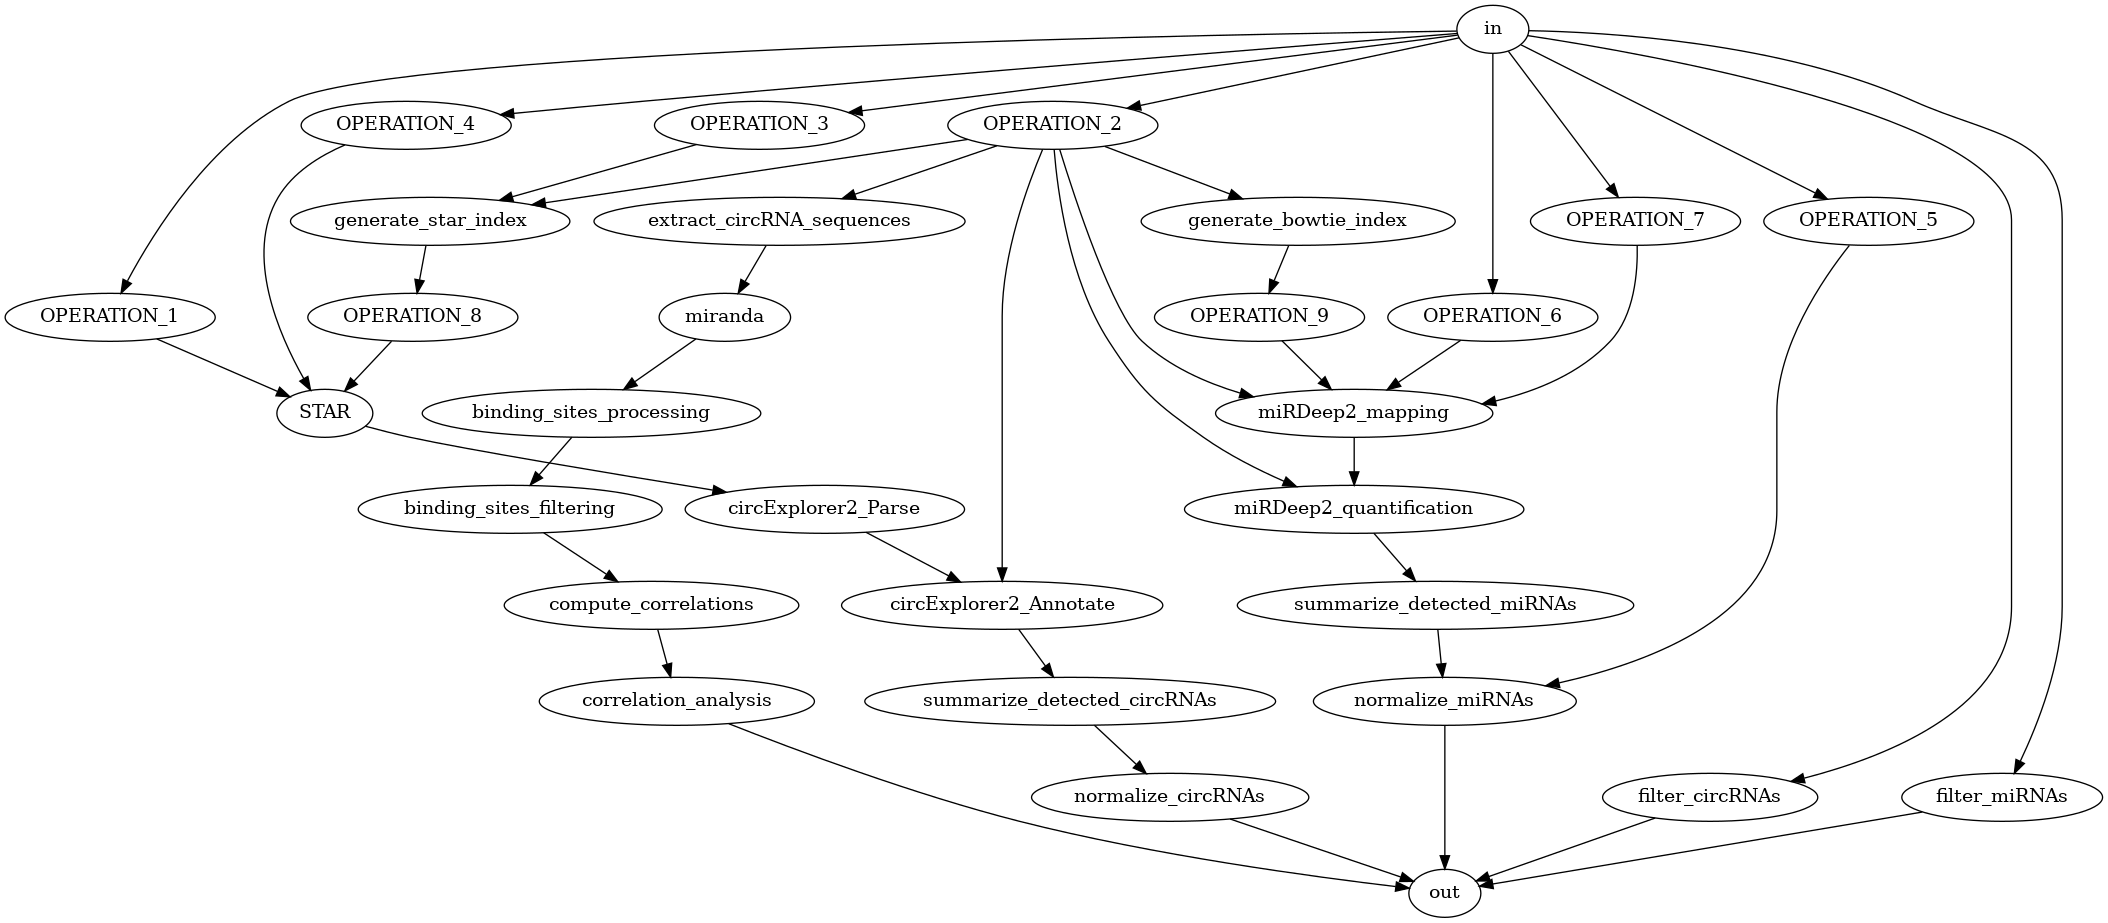 in
OPERATION_4
OPERATION_3
OPERATION_2
generate_star_index
extract_circRNA_sequences
generate_bowtie_index
OPERATION_7
OPERATION_5
OPERATION_1
OPERATION_8
miranda
OPERATION_9
OPERATION_6
STAR
binding_sites_processing
miRDeep2_mapping
binding_sites_filtering
circExplorer2_Parse
miRDeep2_quantification
compute_correlations
circExplorer2_Annotate
summarize_detected_miRNAs
correlation_analysis
summarize_detected_circRNAs
normalize_miRNAs
normalize_circRNAs
filter_circRNAs
filter_miRNAs
out